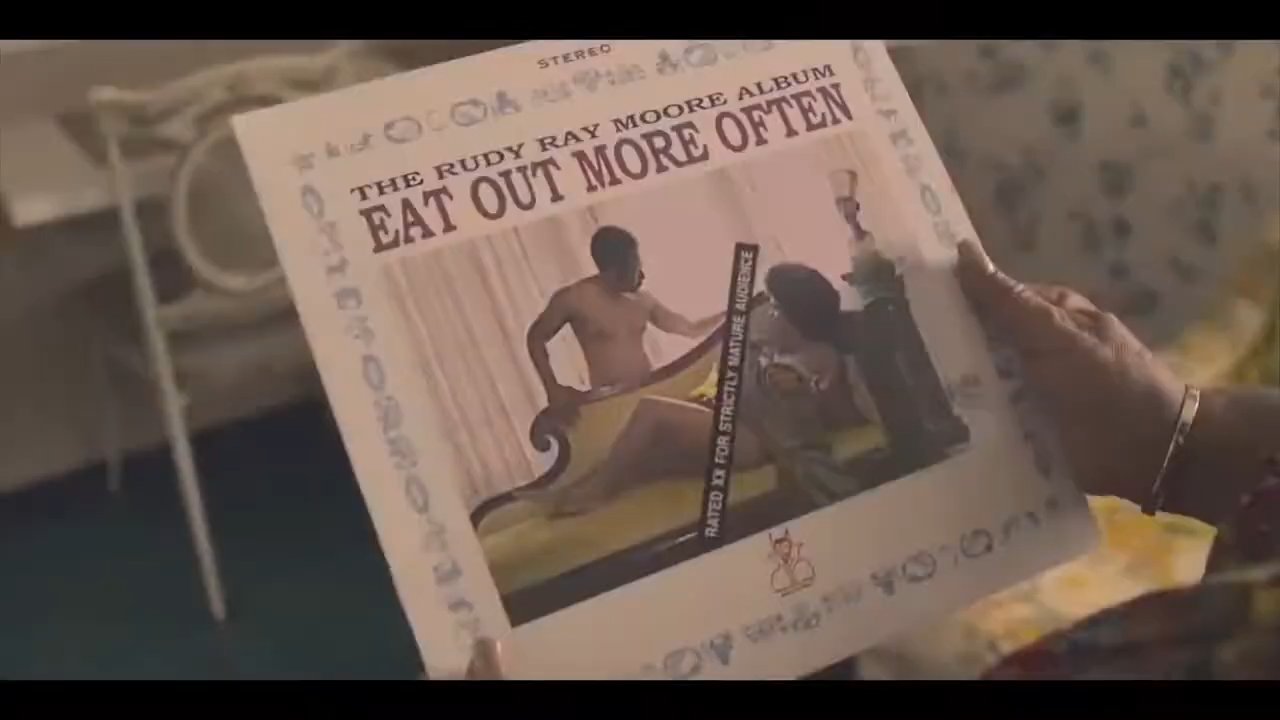 STEREO
THE RUDY RAY MOORE ALBUM
EAT OUT MORE OFTEN
RATED XX FOR STRICTLY MATURE AUDIENCE